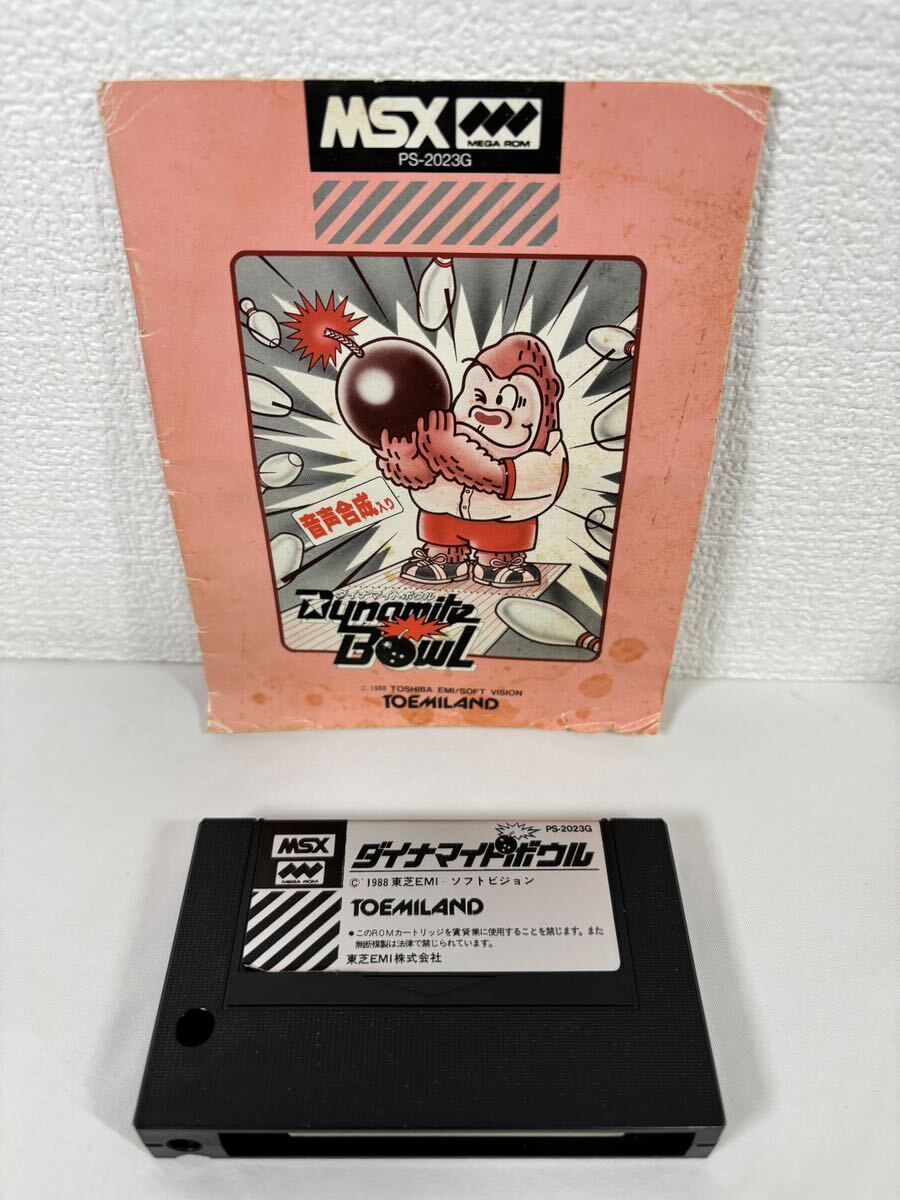 MSX
MEGA ROM
PS-2023G
音声合成入り
ダイナマイトボウル
Dynamite
BOWL
© 1988 TOSHIBA EMI/SOFT VISION
TOEMILAND
PS-2023G
MSX
MEGA ROM
ダイナマイトボウル
©'1988 東芝EMI・ソフトビジョン
TOEMILAND
●このROMカートリッジを賃貸業に使用することを禁じます。また
無断複製は法律で禁じられています。
東芝EMI株式会社